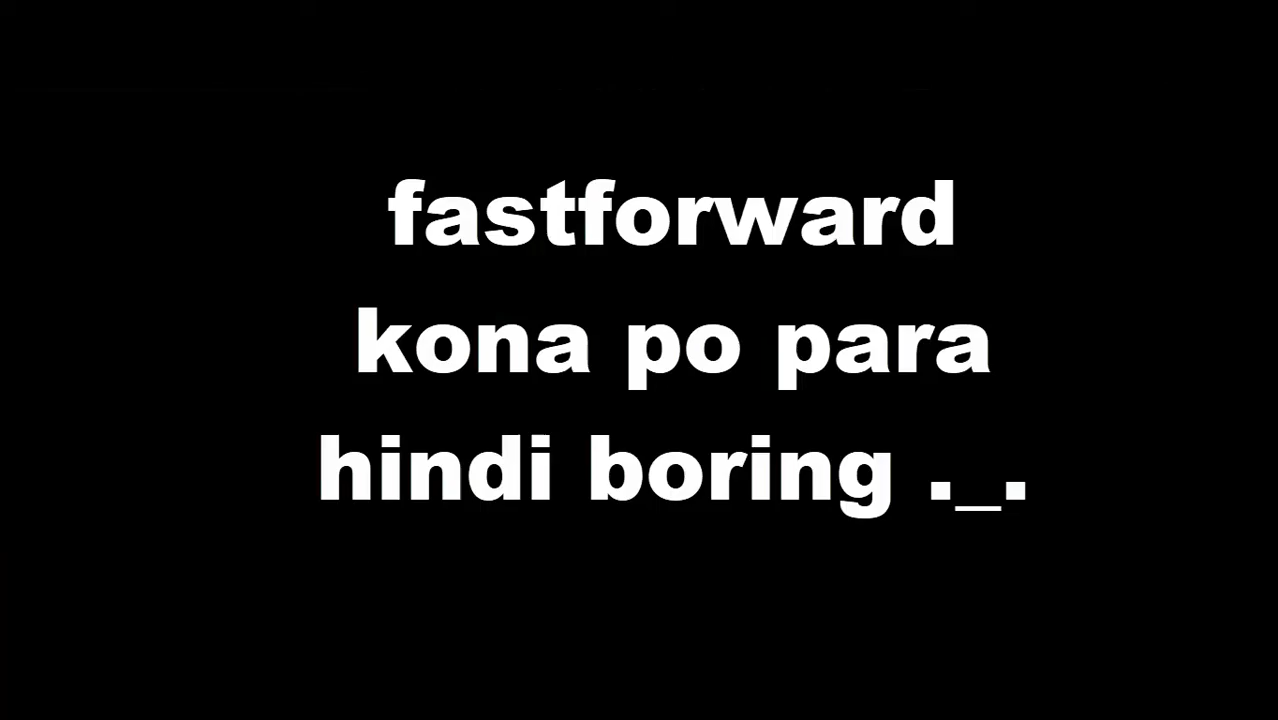 fastforward
kona po para
hindi boring ._.